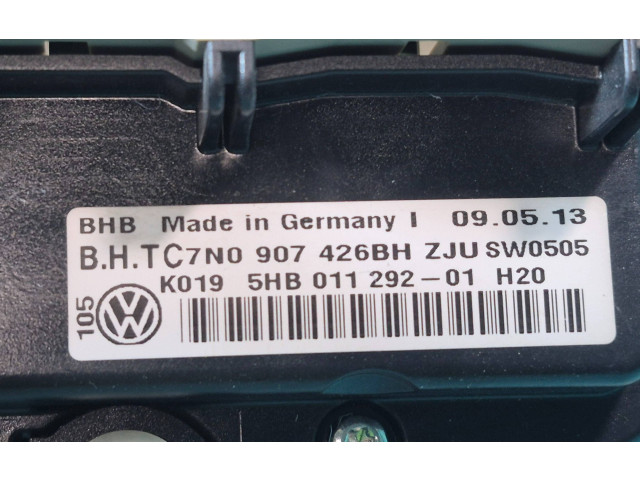 BHB Made in Germany I 09.05.13
B.H.TC7N0 907 426BH ZJU SW0505
K019 5HB 011 292-01 H20
105